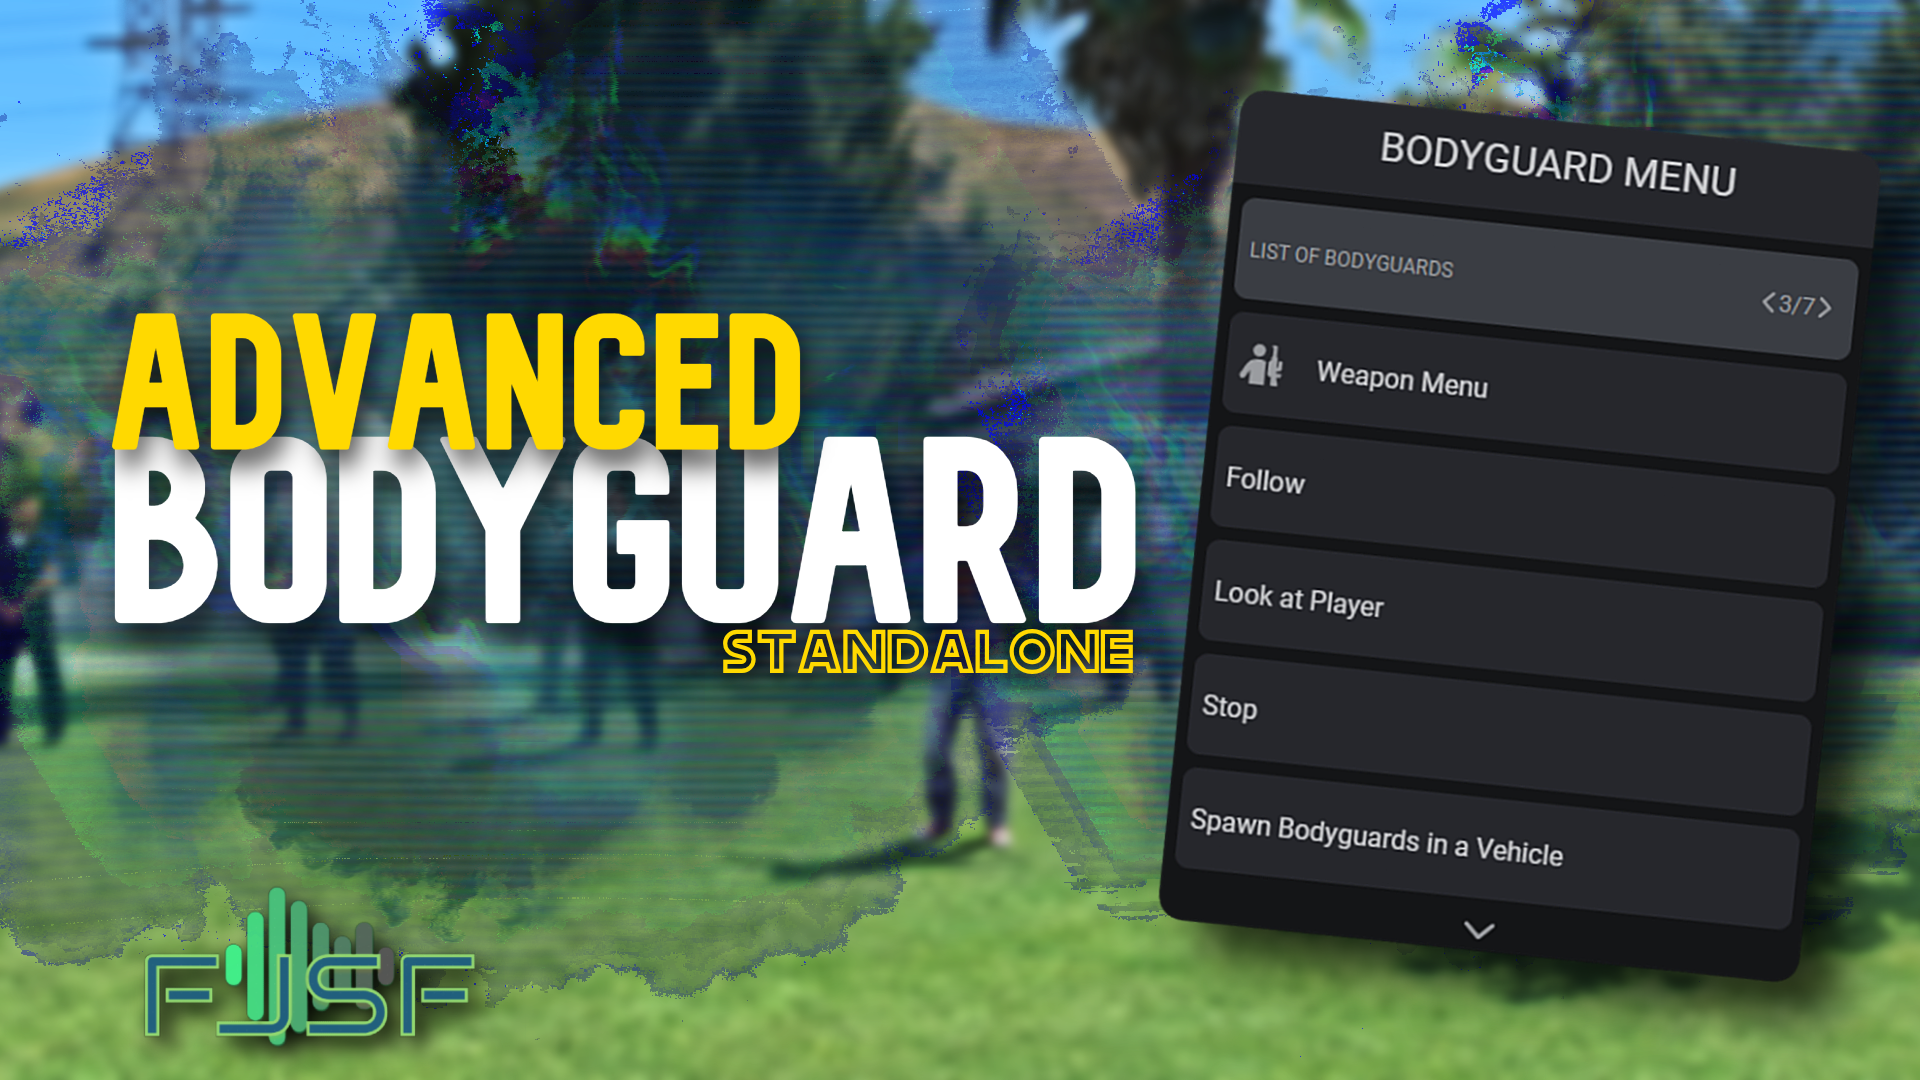 ADVANCED
BODYGUARD
STANDALONE
FJSF
BODYGUARD MENU
LIST OF BODYGUARDS
3/7
Weapon Menu
Follow
Look at Player
Stop
Spawn Bodyguards in a Vehicle